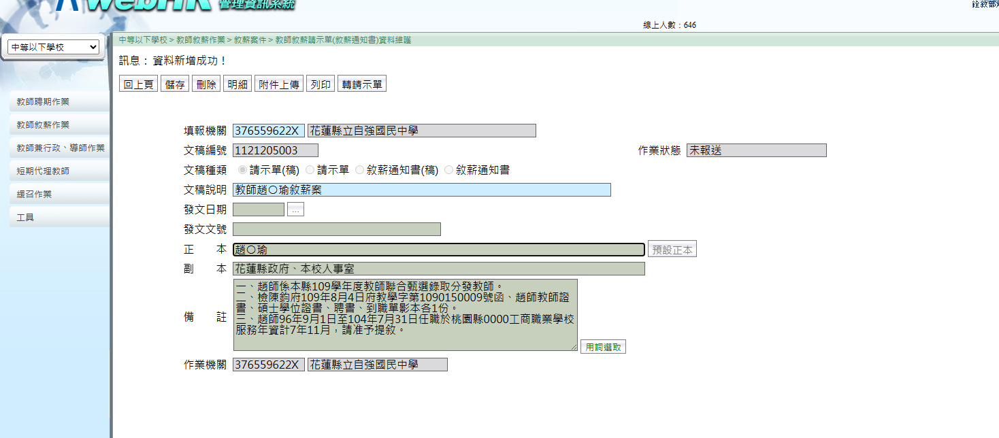 WebHR 管理資訊系統
銓敘部
線上人數：646
中等以下學校
中等以下學校 > 教師敘薪作業 > 敘薪案件 > 教師敘薪請示單(敘薪通知書)資料維護
訊息： 資料新增成功！
回上頁 儲存 刪除 明細 附件上傳 列印 轉請示單
教師聘期作業
教師敘薪作業
教師兼行政、導師作業
短期代理教師
緩召作業
工具
填報機關 376559622X 花蓮縣立自強國民中學
文稿編號 1121205003 作業狀態 未報送
文稿種類 請示單(稿) 請示單 敘薪通知書(稿) 敘薪通知書
文稿說明 教師趙〇瑜敘薪案
發文日期 ...
發文文號
正 本 趙〇瑜 預設正本
副 本 花蓮縣政府、本校人事室
備 註 一、趙師係本縣109學年度教師聯合甄選錄取分發教師。
二、檢陳鈞府109年8月4日府教學字第1090150009號函、趙師教師證
書、碩士學位證書、聘書、到職單影本各1份。
三、趙師96年9月1日至104年7月31日任職於桃園縣0000工商職業學校
服務年資計7年11月，請准予提敘。
用詞選取
作業機關 376559622X 花蓮縣立自強國民中學